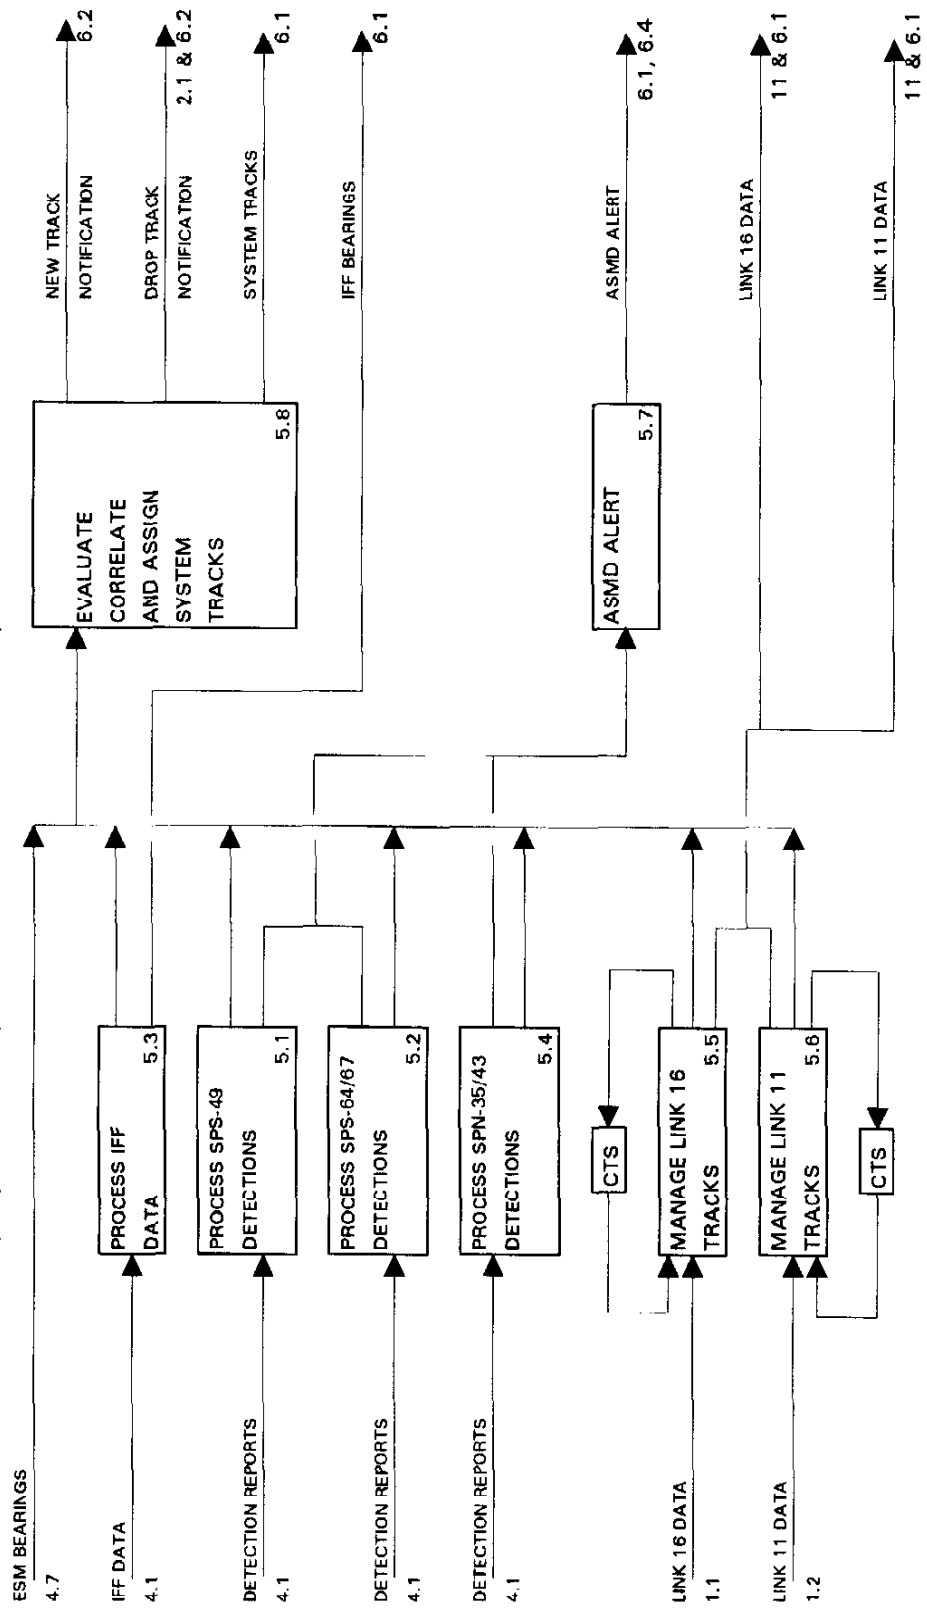 ESM BEARINGS
4.7
IFF DATA
4.1
DETECTION REPORTS
4.1
DETECTION REPORTS
4.1
DETECTION REPORTS
4.1
LINK 16 DATA
1.1
LINK 11 DATA
1.2
PROCESS IFF
DATA
5.3
PROCESS SPS-49
DETECTIONS
5.1
PROCESS SPS-64/67
DETECTIONS
5.2
PROCESS SPN-35/43
DETECTIONS
5.4
CTS
MANAGE LINK 16
TRACKS
5.5
MANAGE LINK 11
TRACKS
5.6
CTS
EVALUATE
CORRELATE
AND ASSIGN
SYSTEM
TRACKS
5.8
ASMD ALERT
5.7
NEW TRACK
NOTIFICATION
6.2
DROP TRACK
NOTIFICATION
2.1 & 6.2
SYSTEM TRACKS
6.1
IFF BEARINGS
6.1
ASMD ALERT
6.1, 6.4
LINK 16 DATA
11 & 6.1
LINK 11 DATA
11 & 6.1